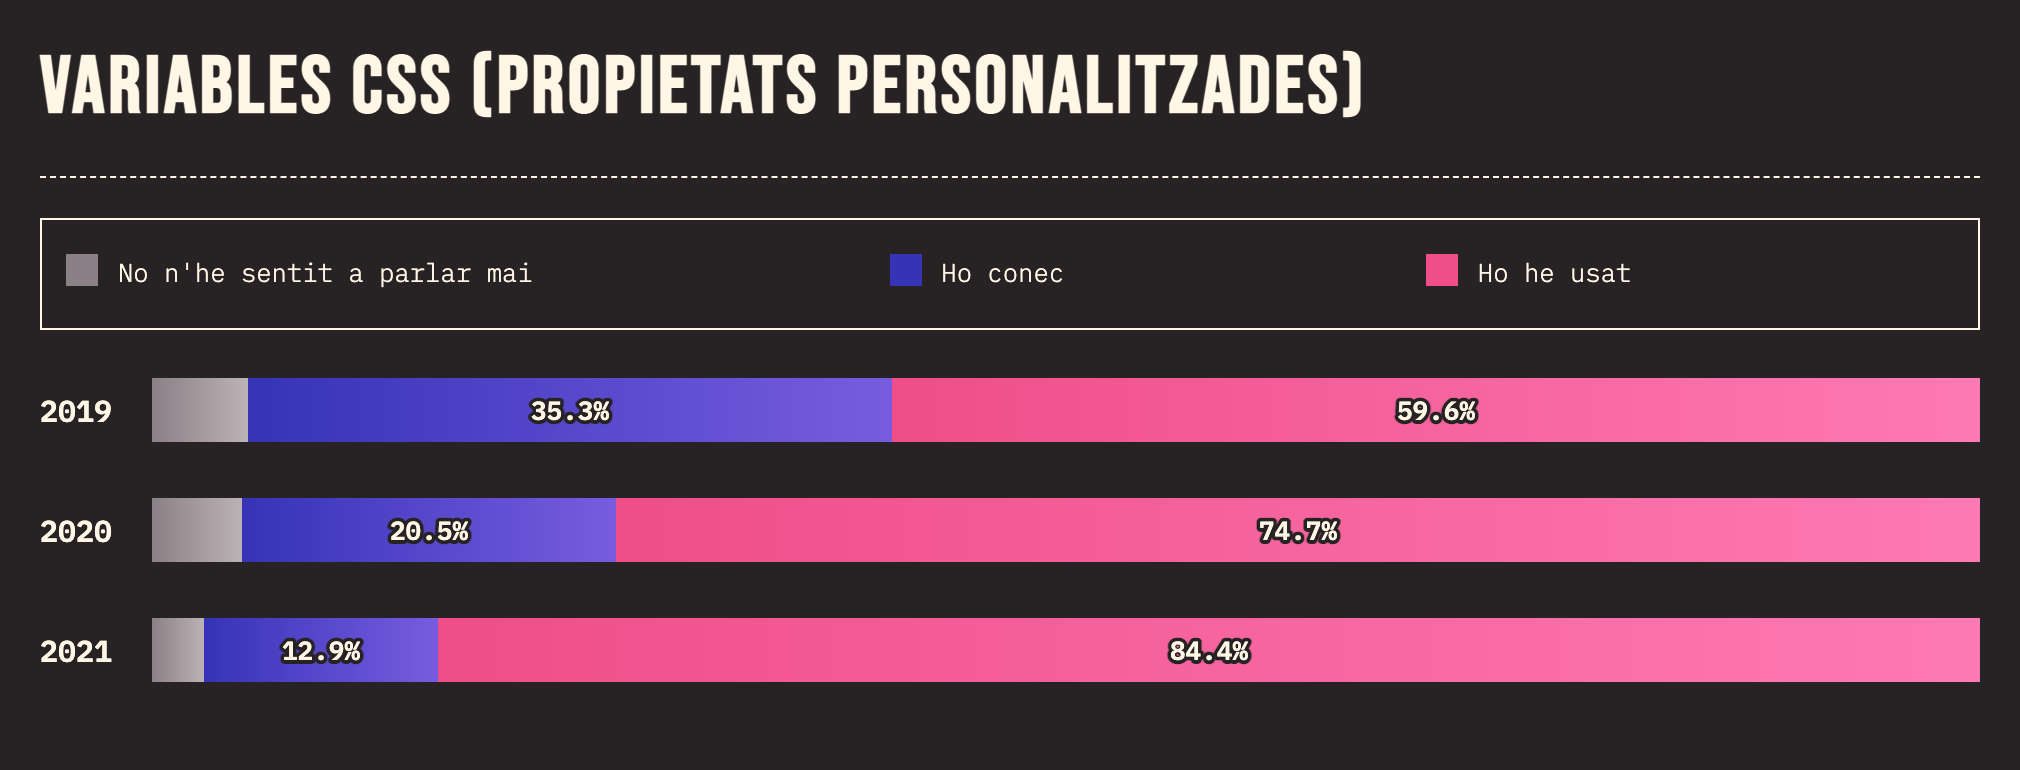 VARIABLES CSS (PROPIETATS PERSONALITZADES)
No n'he sentit a parlar mai
Ho conec
Ho he usat
2019 35.3% 59.6%
2020 20.5% 74.7%
2021 12.9% 84.4%